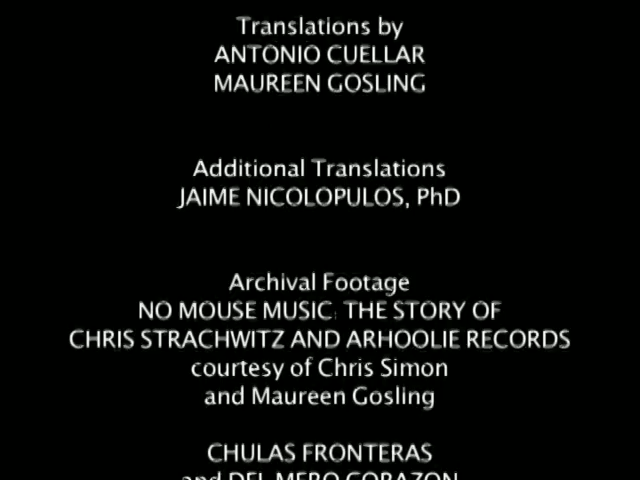 Translations by
ANTONIO CUELLAR
MAUREEN GOSLING
Additional Translations
JAIME NICOLOPULOS, PhD
Archival Footage
NO MOUSE MUSIC: THE STORY OF
CHRIS STRACHWITZ AND ARHOOLIE RECORDS
courtesy of Chris Simon
and Maureen Gosling
CHULAS FRONTERAS
and DEL MERO CORAZON